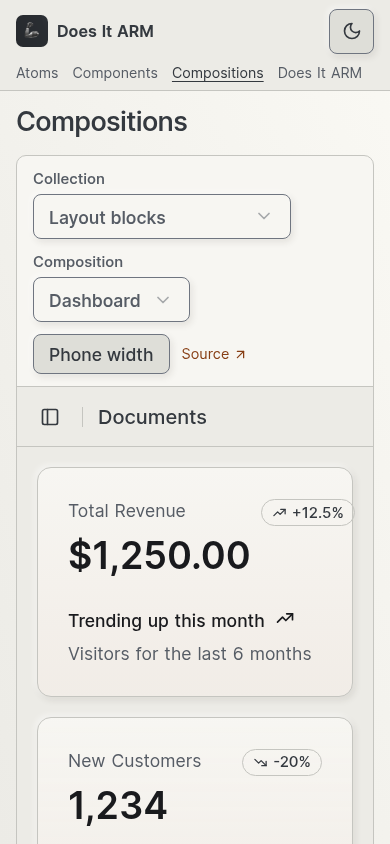 Does It ARM
Atoms Components Compositions Does It ARM
Compositions
Collection
Layout blocks
Composition
Dashboard
Phone width Source ↗
Documents
Total Revenue +12.5%
$1,250.00
Trending up this month
Visitors for the last 6 months
New Customers -20%
1,234